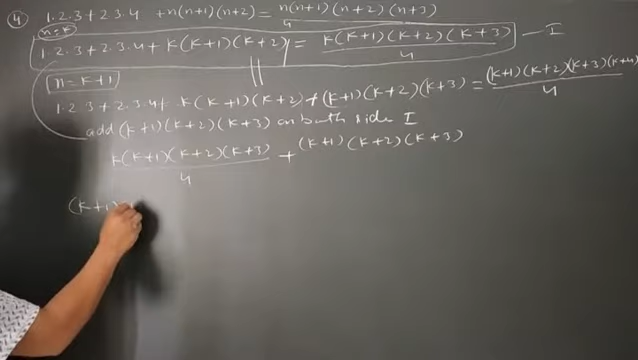 ④ 1.2.3 + 2.3.4 + n(n+1)(n+2) = n(n+1)(n+2)(n+3) / 4
n=k
1.2.3 + 2.3.4 + k(k+1)(k+2) = k(k+1)(k+2)(k+3) / 4 — I
n = k+1
1.2.3 + 2.3.4 + . k(k+1)(k+2) + (k+1)(k+2)(k+3) = (k+1)(k+2)(k+3)(k+4) / 4
add (k+1)(k+2)(k+3) on both side I
k(k+1)(k+2)(k+3) / 4 + (k+1)(k+2)(k+3)
(k+1)